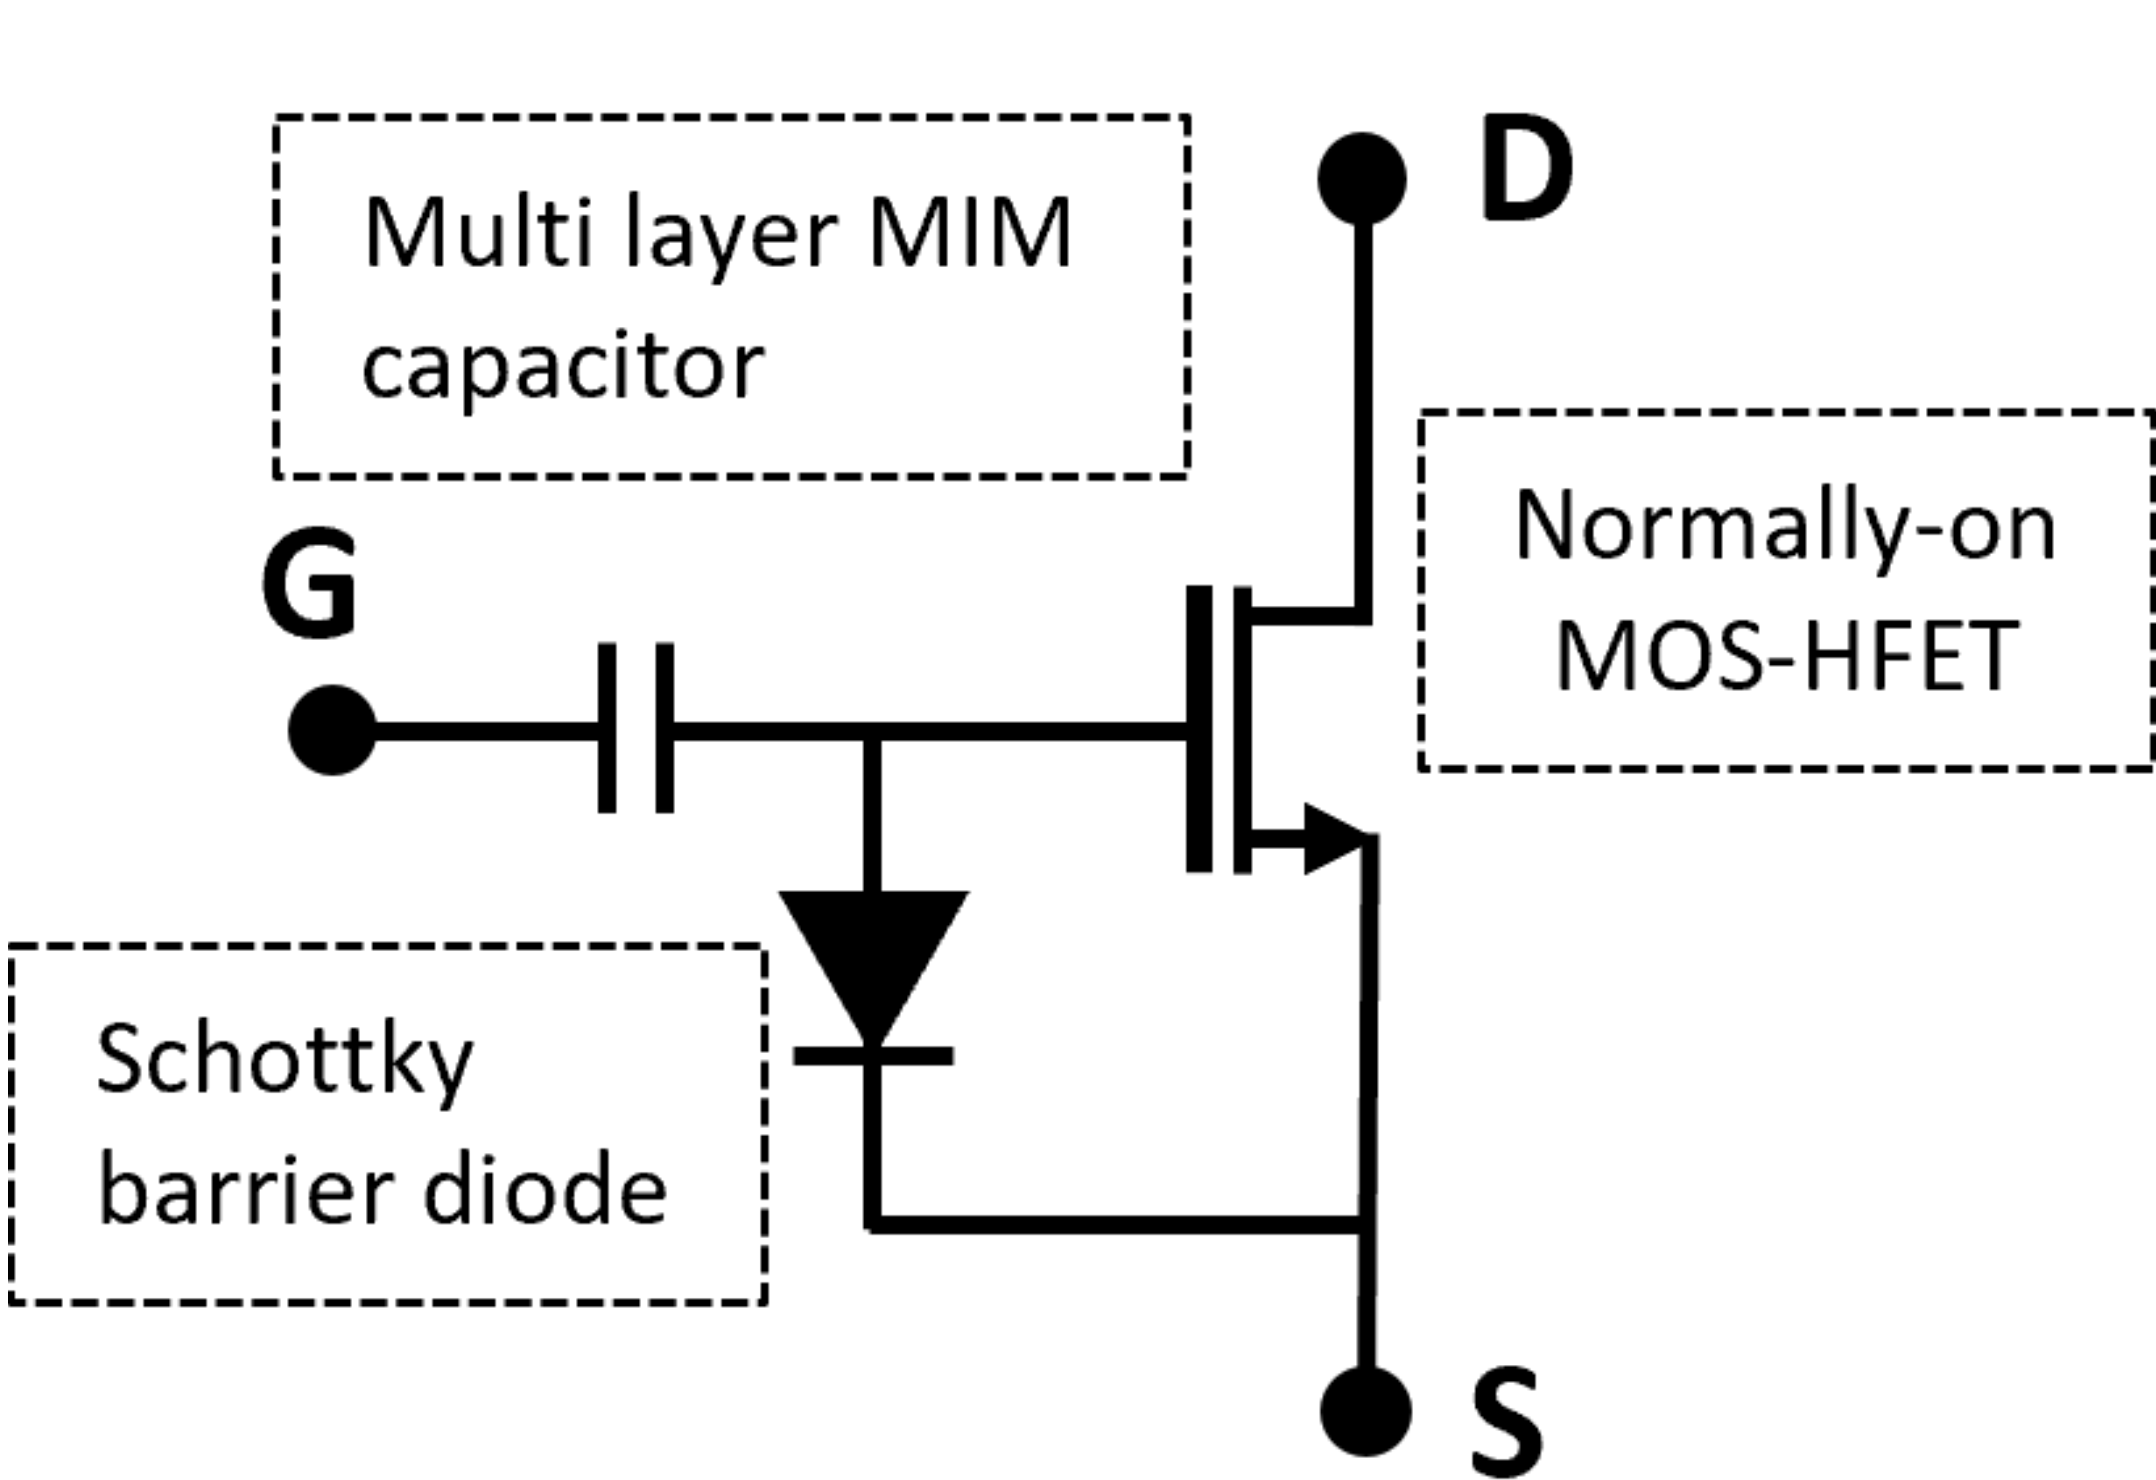 Multi layer MIM
capacitor
D
G
Normally-on
MOS-HFET
Schottky
barrier diode
S